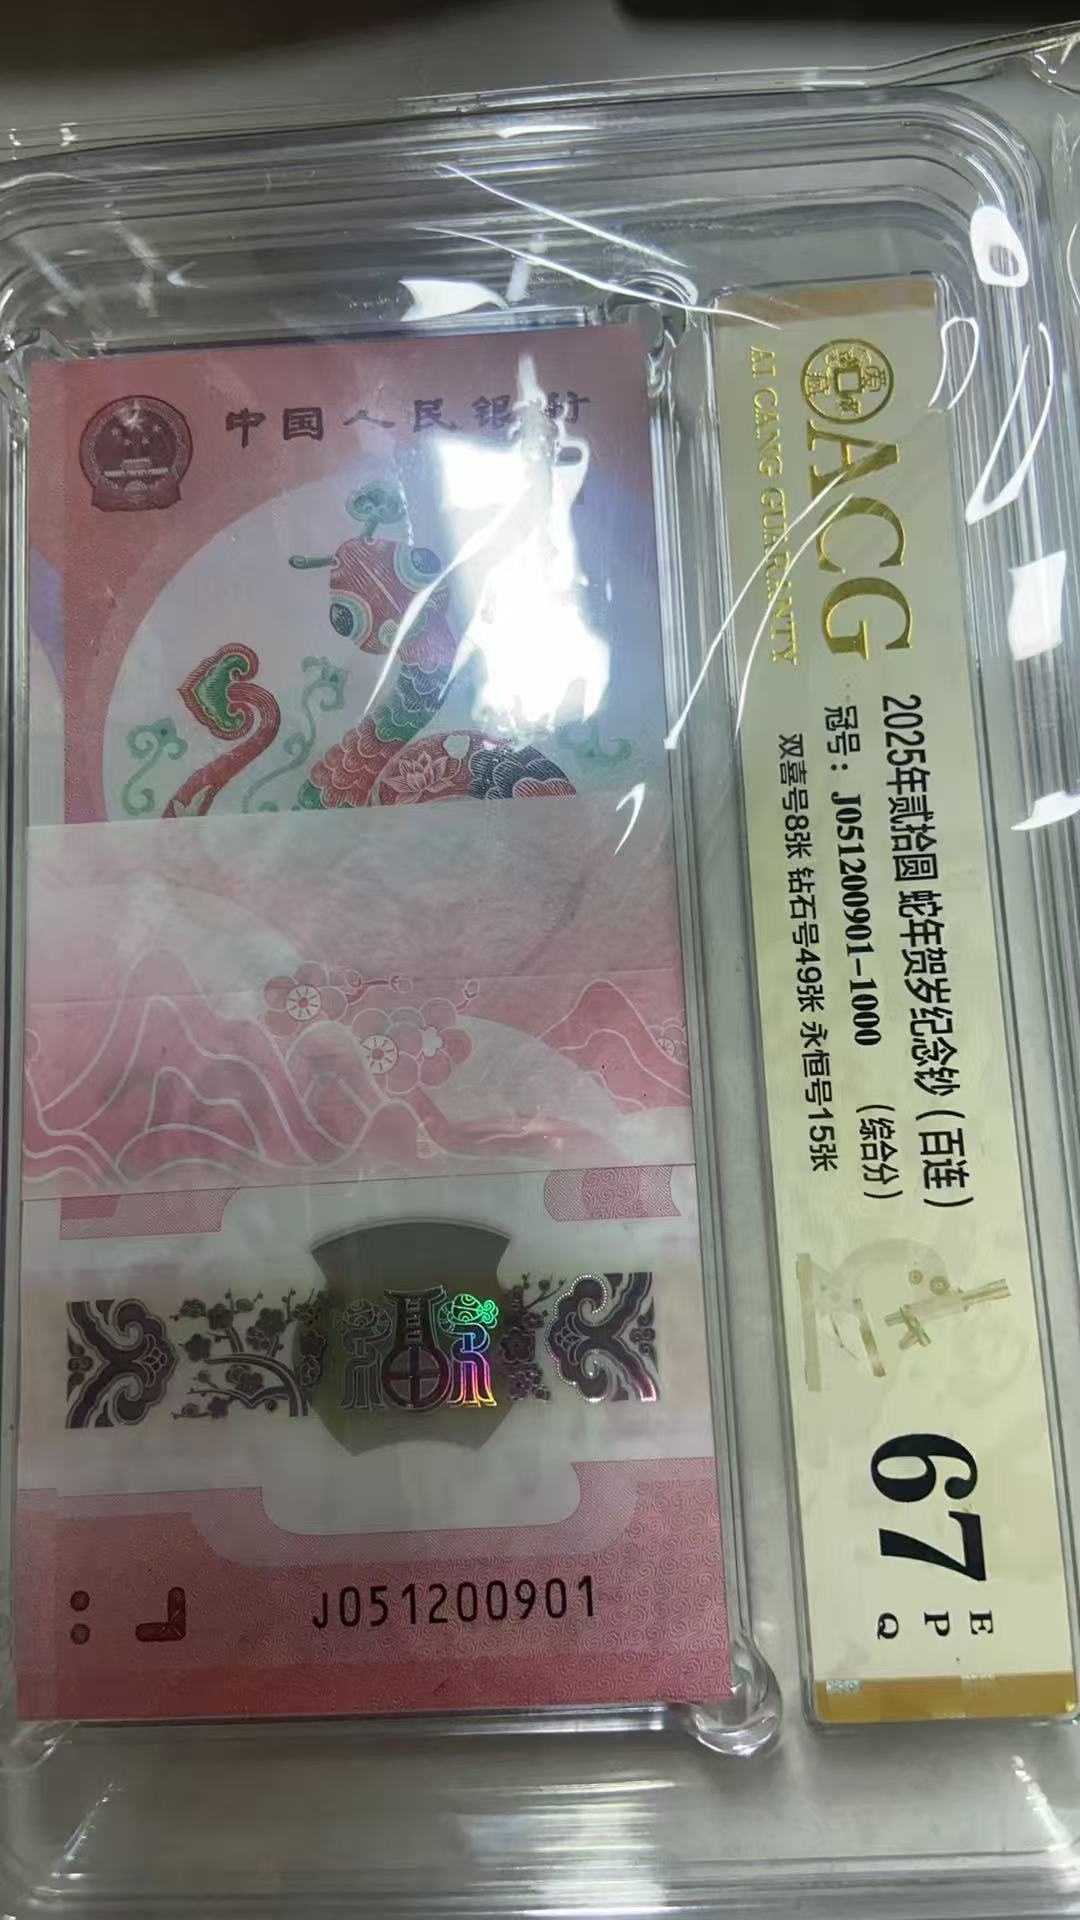 中国人民银行
J051200901
ACG
AI CANG GUARANTY
2025年贰拾圆 蛇年贺岁纪念钞（百连）
冠号：J051200901-1000 （综合分）
双喜号8张 钻石号49张 永恒号15张
67
E
P
Q